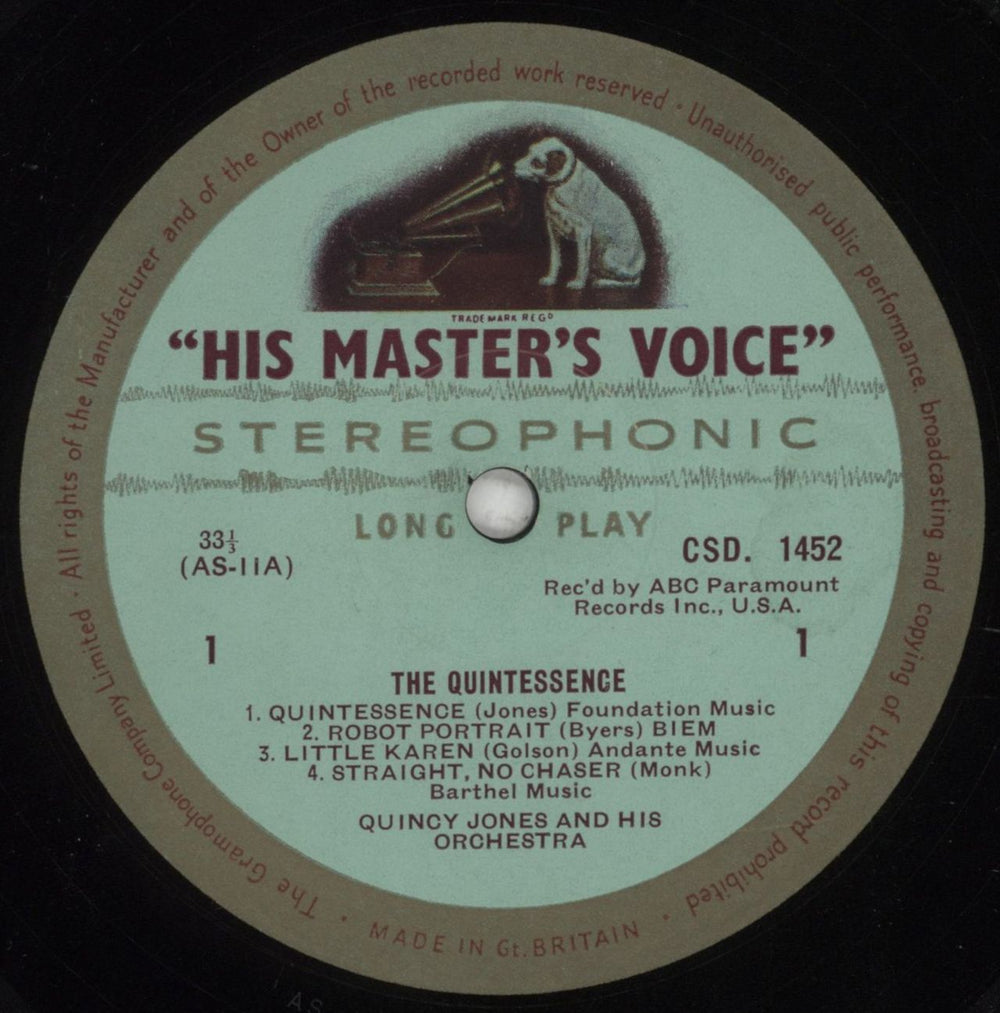 The Gramophone Company Limited · All rights of the Manufacturer and of the Owner of the recorded work reserved · Unauthorised public performance, broadcasting and copying of this record prohibited ·
TRADE MARK REGD
“HIS MASTER'S VOICE”
STEREOPHONIC
LONG PLAY
33⅓
(AS-11A)
CSD. 1452
Rec'd by ABC Paramount
Records Inc., U.S.A.
1 1
THE QUINTESSENCE
1. QUINTESSENCE (Jones) Foundation Music
2. ROBOT PORTRAIT (Byers) BIEM
3. LITTLE KAREN (Golson) Andante Music
4. STRAIGHT, NO CHASER (Monk)
Barthel Music
QUINCY JONES AND HIS
ORCHESTRA
MADE IN Gt. BRITAIN
AS